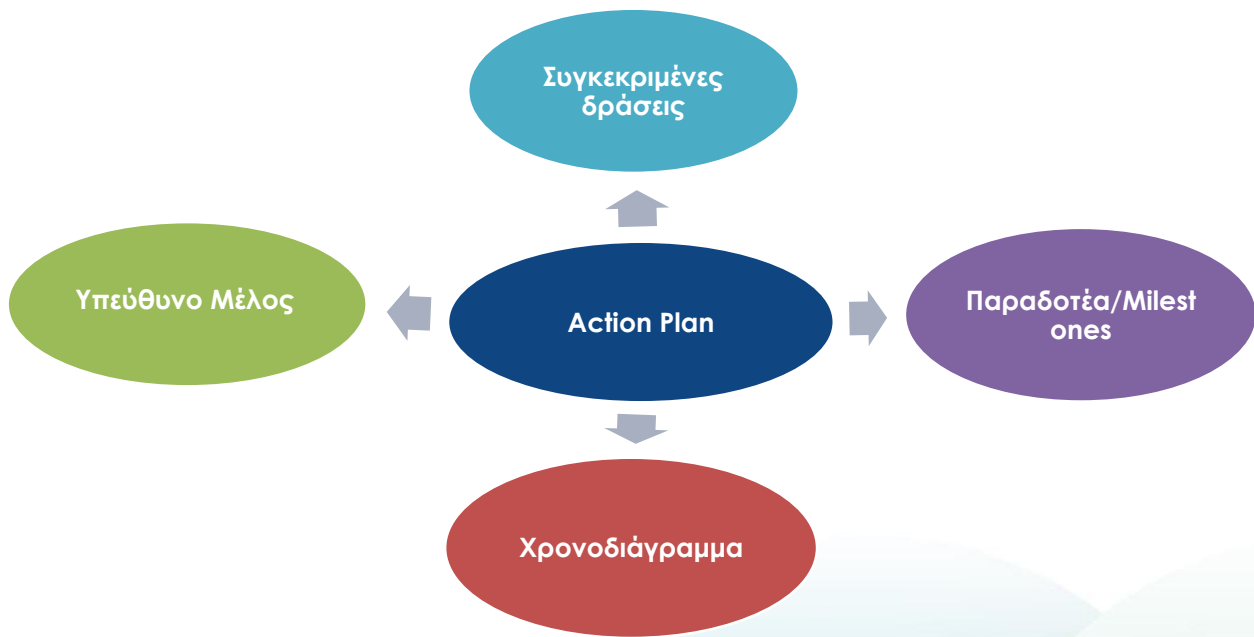 Συγκεκριμένες
δράσεις
Υπεύθυνο Μέλος
Action Plan
Παραδοτέα/Milest
ones
Χρονοδιάγραμμα